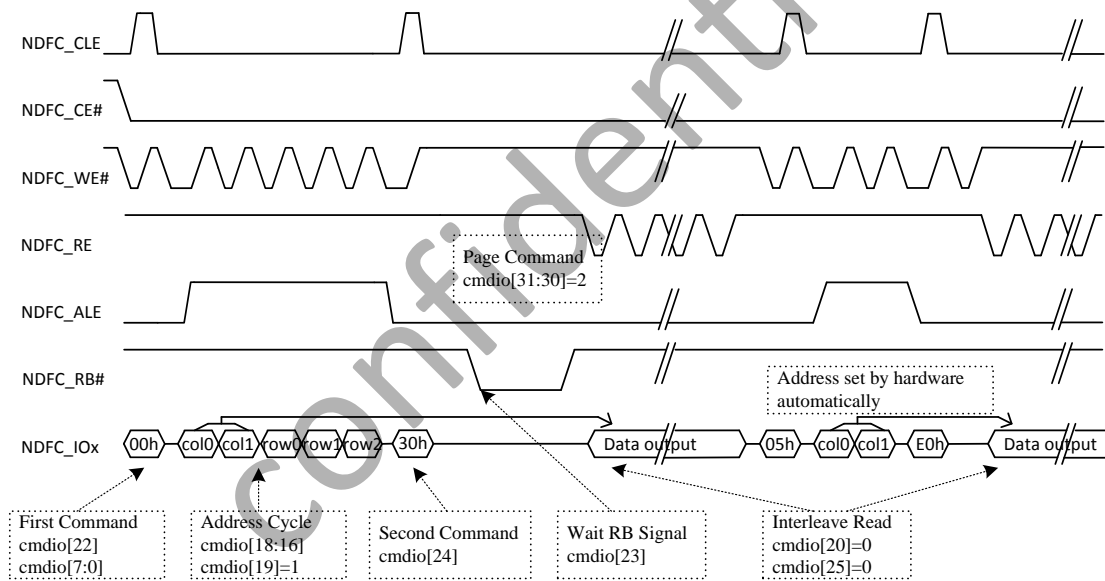 NDFC_CLE
NDFC_CE#
NDFC_WE#
NDFC_RE
Page Command
cmdio[31:30]=2
NDFC_ALE
NDFC_RB#
Address set by hardware
automatically
NDFC_IOx 00h col0 col1 row0 row1 row2 30h Data output 05h col0 col1 E0h Data output
First Command
cmdio[22]
cmdio[7:0]
Address Cycle
cmdio[18:16]
cmdio[19]=1
Second Command
cmdio[24]
Wait RB Signal
cmdio[23]
Interleave Read
cmdio[20]=0
cmdio[25]=0
confidenti